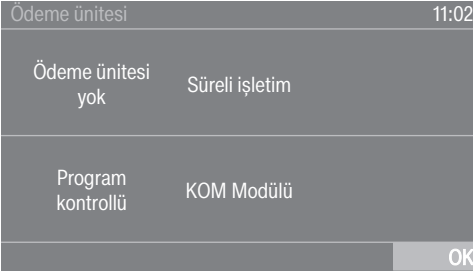 Ödeme ünitesi 11:02
Ödeme ünitesi
yok
Süreli işletim
Program
kontrollü
KOM Modülü
OK